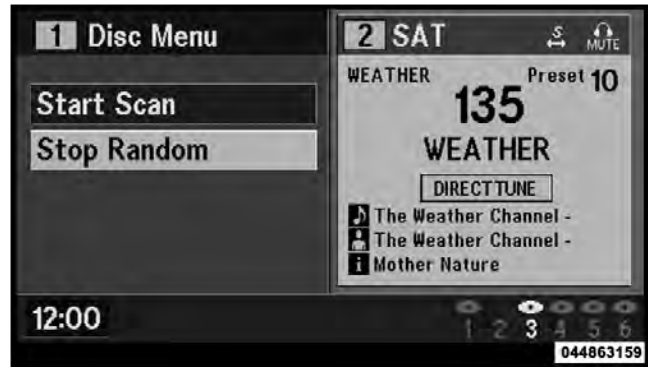 1 Disc Menu
Start Scan
Stop Random
2 SAT
S
MUTE
WEATHER Preset 10
135
WEATHER
DIRECT TUNE
The Weather Channel -
The Weather Channel -
i Mother Nature
12:00
1 2 3 4 5 6
044863159